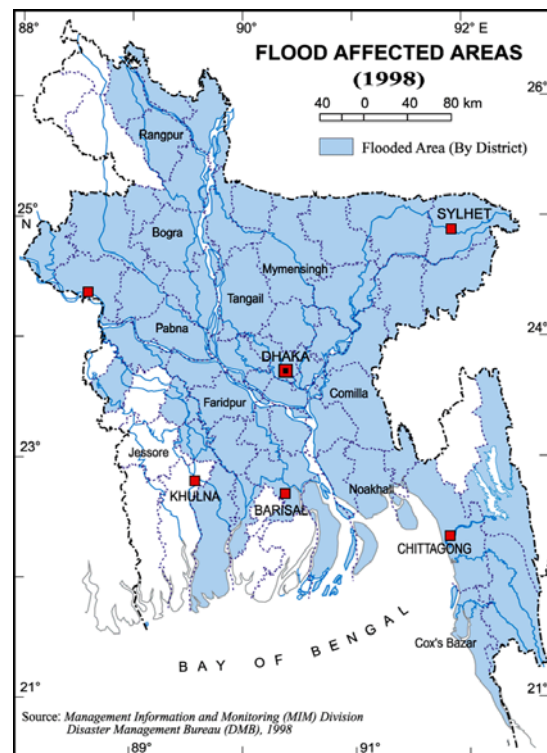 88°
90°
92° E
FLOOD AFFECTED AREAS
(1998)
40 0 40 80 km
26°
Flooded Area (By District)
Rangpur
25°
N
SYLHET
Bogra
Mymensingh
Tangail
24°
Pabna
DHAKA
Comilla
Faridpur
23°
Jessore
KHULNA
Noakhali
BARISAL
22°
CHITTAGONG
Cox's Bazar
BAY OF BENGAL
21°
21°
Source: Management Information and Monitoring (MIM) Division
Disaster Management Bureau (DMB), 1998
89°
91°